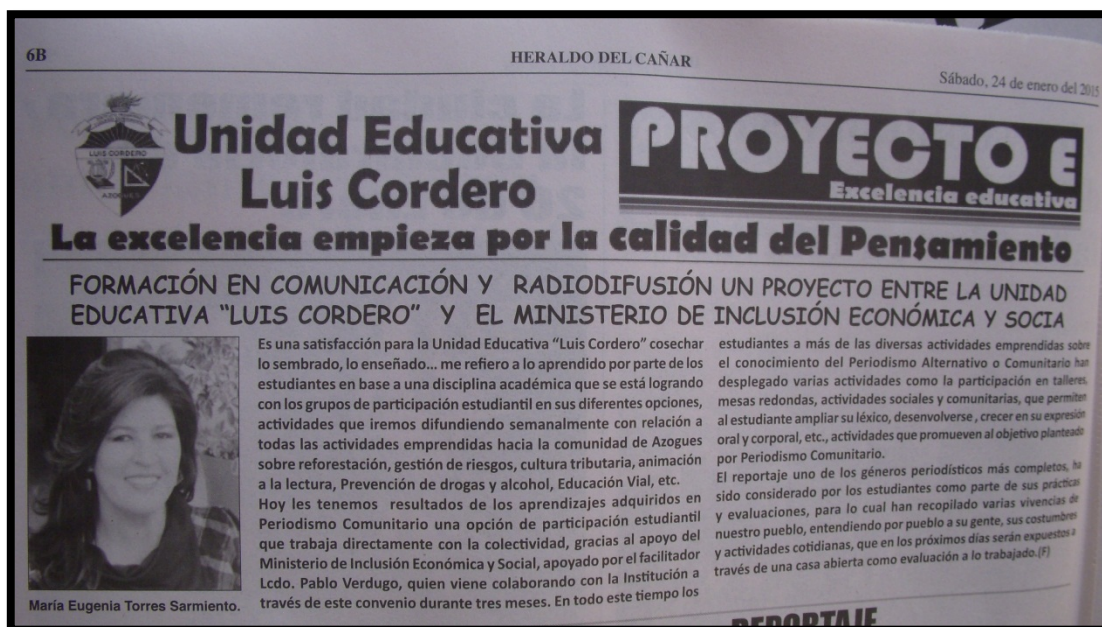 6B
HERALDO DEL CAÑAR
Sábado, 24 de enero del 2015
LUIS CORDERO
AZOGUES
Unidad Educativa
Luis Cordero
PROYECTO E
Excelencia educativa
La excelencia empieza por la calidad del Pensamiento
FORMACIÓN EN COMUNICACIÓN Y RADIODIFUSIÓN UN PROYECTO ENTRE LA UNIDAD
EDUCATIVA “LUIS CORDERO” Y EL MINISTERIO DE INCLUSIÓN ECONÓMICA Y SOCIA
María Eugenia Torres Sarmiento.
Es una satisfacción para la Unidad Educativa “Luis Cordero” cosechar
lo sembrado, lo enseñado... me refiero a lo aprendido por parte de los
estudiantes en base a una disciplina académica que se está logrando
con los grupos de participación estudiantil en sus diferentes opciones,
actividades que iremos difundiendo semanalmente con relación a
todas las actividades emprendidas hacia la comunidad de Azogues
sobre reforestación, gestión de riesgos, cultura tributaria, animación
a la lectura, Prevención de drogas y alcohol, Educación Vial, etc.
Hoy les tenemos resultados de los aprendizajes adquiridos en
Periodismo Comunitario una opción de participación estudiantil
que trabaja directamente con la colectividad, gracias al apoyo del
Ministerio de Inclusión Económica y Social, apoyado por el facilitador
Lcdo. Pablo Verdugo, quien viene colaborando con la Institución a
través de este convenio durante tres meses. En todo este tiempo los
estudiantes a más de las diversas actividades emprendidas sobre
el conocimiento del Periodismo Alternativo o Comunitario han
desplegado varias actividades como la participación en talleres,
mesas redondas, actividades sociales y comunitarias, que permiten
al estudiante ampliar su léxico, desenvolverse , crecer en su expresión
oral y corporal, etc., actividades que promueven al objetivo planteado
por Periodismo Comunitario.
El reportaje uno de los géneros periodísticos más completos, ha
sido considerado por los estudiantes como parte de sus prácticas
y evaluaciones, para lo cual han recopilado varias vivencias de
nuestro pueblo, entendiendo por pueblo a su gente, sus costumbres
y actividades cotidianas, que en los próximos días serán expuestos a
través de una casa abierta como evaluación a lo trabajado.(F)
REPORTAJE